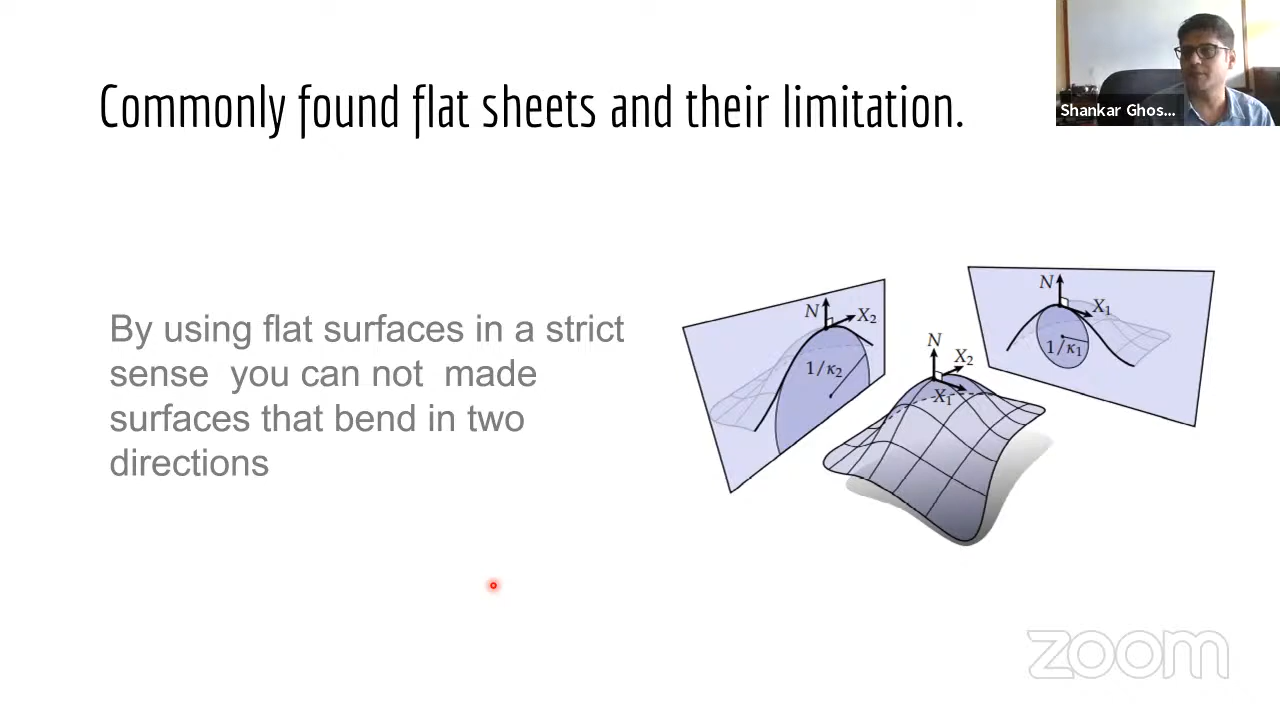 Commonly found flat sheets and their limitation.
Shankar Ghos...
By using flat surfaces in a strict
sense you can not made
surfaces that bend in two
directions
N
X2
1/κ2
N
X2
X1
N
X1
1/κ1
zoom